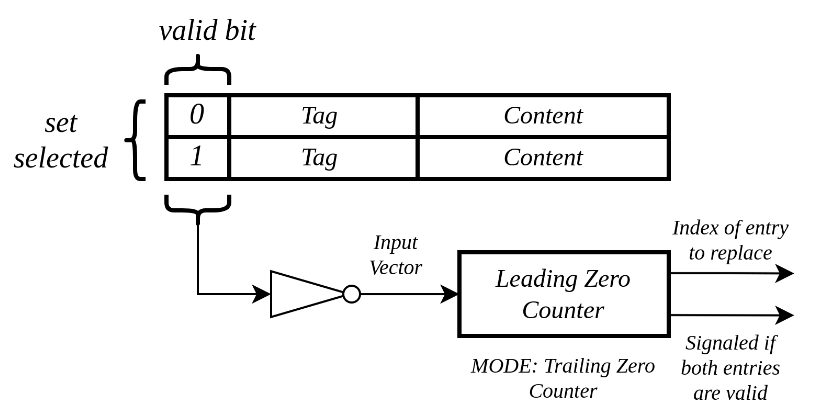 valid bit
set
selected
0 Tag Content
1 Tag Content
Input
Vector
Leading Zero
Counter
MODE: Trailing Zero
Counter
Index of entry
to replace
Signaled if
both entries
are valid